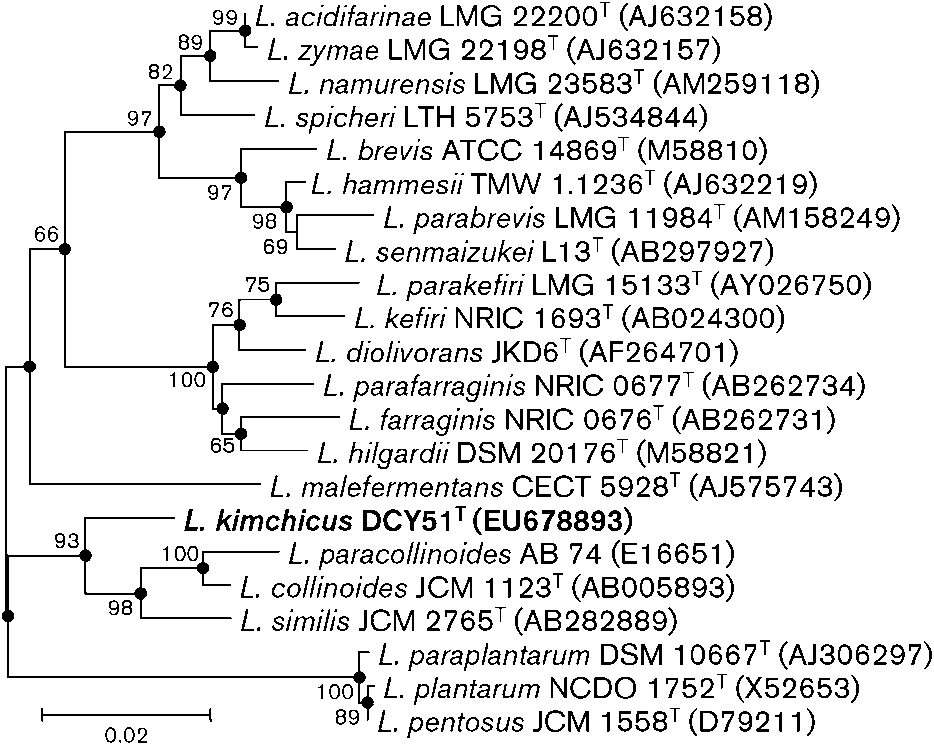 99 L. acidifarinae LMG 22200T (AJ632158)
L. zymae LMG 22198T (AJ632157)
89
L. namurensis LMG 23583T (AM259118)
82
L. spicheri LTH 5753T (AJ534844)
97
L. brevis ATCC 14869T (M58810)
97
L. hammesii TMW 1.1236T (AJ632219)
98
L. parabrevis LMG 11984T (AM158249)
69
L. senmaizukei L13T (AB297927)
66
L. parakefiri LMG 15133T (AY026750)
75
L. kefiri NRIC 1693T (AB024300)
76
L. diolivorans JKD6T (AF264701)
100
L. parafarraginis NRIC 0677T (AB262734)
L. farraginis NRIC 0676T (AB262731)
65
L. hilgardii DSM 20176T (M58821)
L. malefermentans CECT 5928T (AJ575743)
L. kimchicus DCY51T (EU678893)
93
100 L. paracollinoides AB 74 (E16651)
L. collinoides JCM 1123T (AB005893)
98
L. similis JCM 2765T (AB282889)
L. paraplantarum DSM 10667T (AJ306297)
100
L. plantarum NCDO 1752T (X52653)
89
L. pentosus JCM 1558T (D79211)
0.02